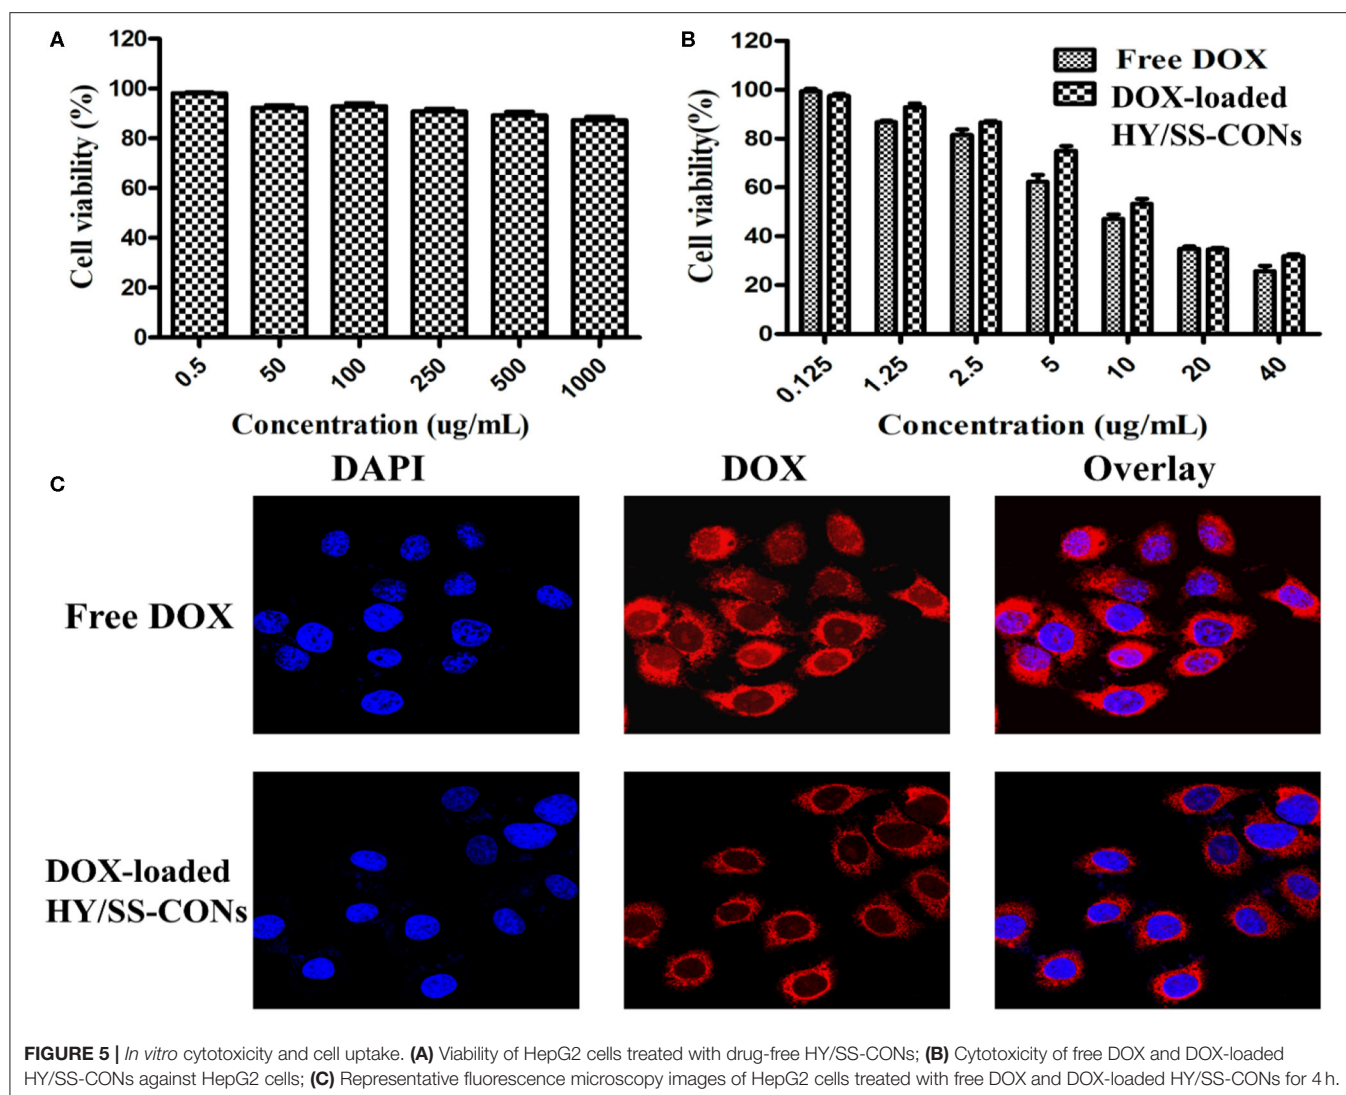 A
120
100
80
60
40
20
0
Cell viability (%)
0.5 50 100 250 500 1000
Concentration (ug/mL)
B
120
100
80
60
40
20
0
Cell viability(%)
Free DOX
DOX-loaded
HY/SS-CONs
0.125 1.25 2.5 5 10 20 40
Concentration (ug/mL)
C
DAPI DOX Overlay
Free DOX
DOX-loaded
HY/SS-CONs
FIGURE 5 | In vitro cytotoxicity and cell uptake. (A) Viability of HepG2 cells treated with drug-free HY/SS-CONs; (B) Cytotoxicity of free DOX and DOX-loaded
HY/SS-CONs against HepG2 cells; (C) Representative fluorescence microscopy images of HepG2 cells treated with free DOX and DOX-loaded HY/SS-CONs for 4 h.